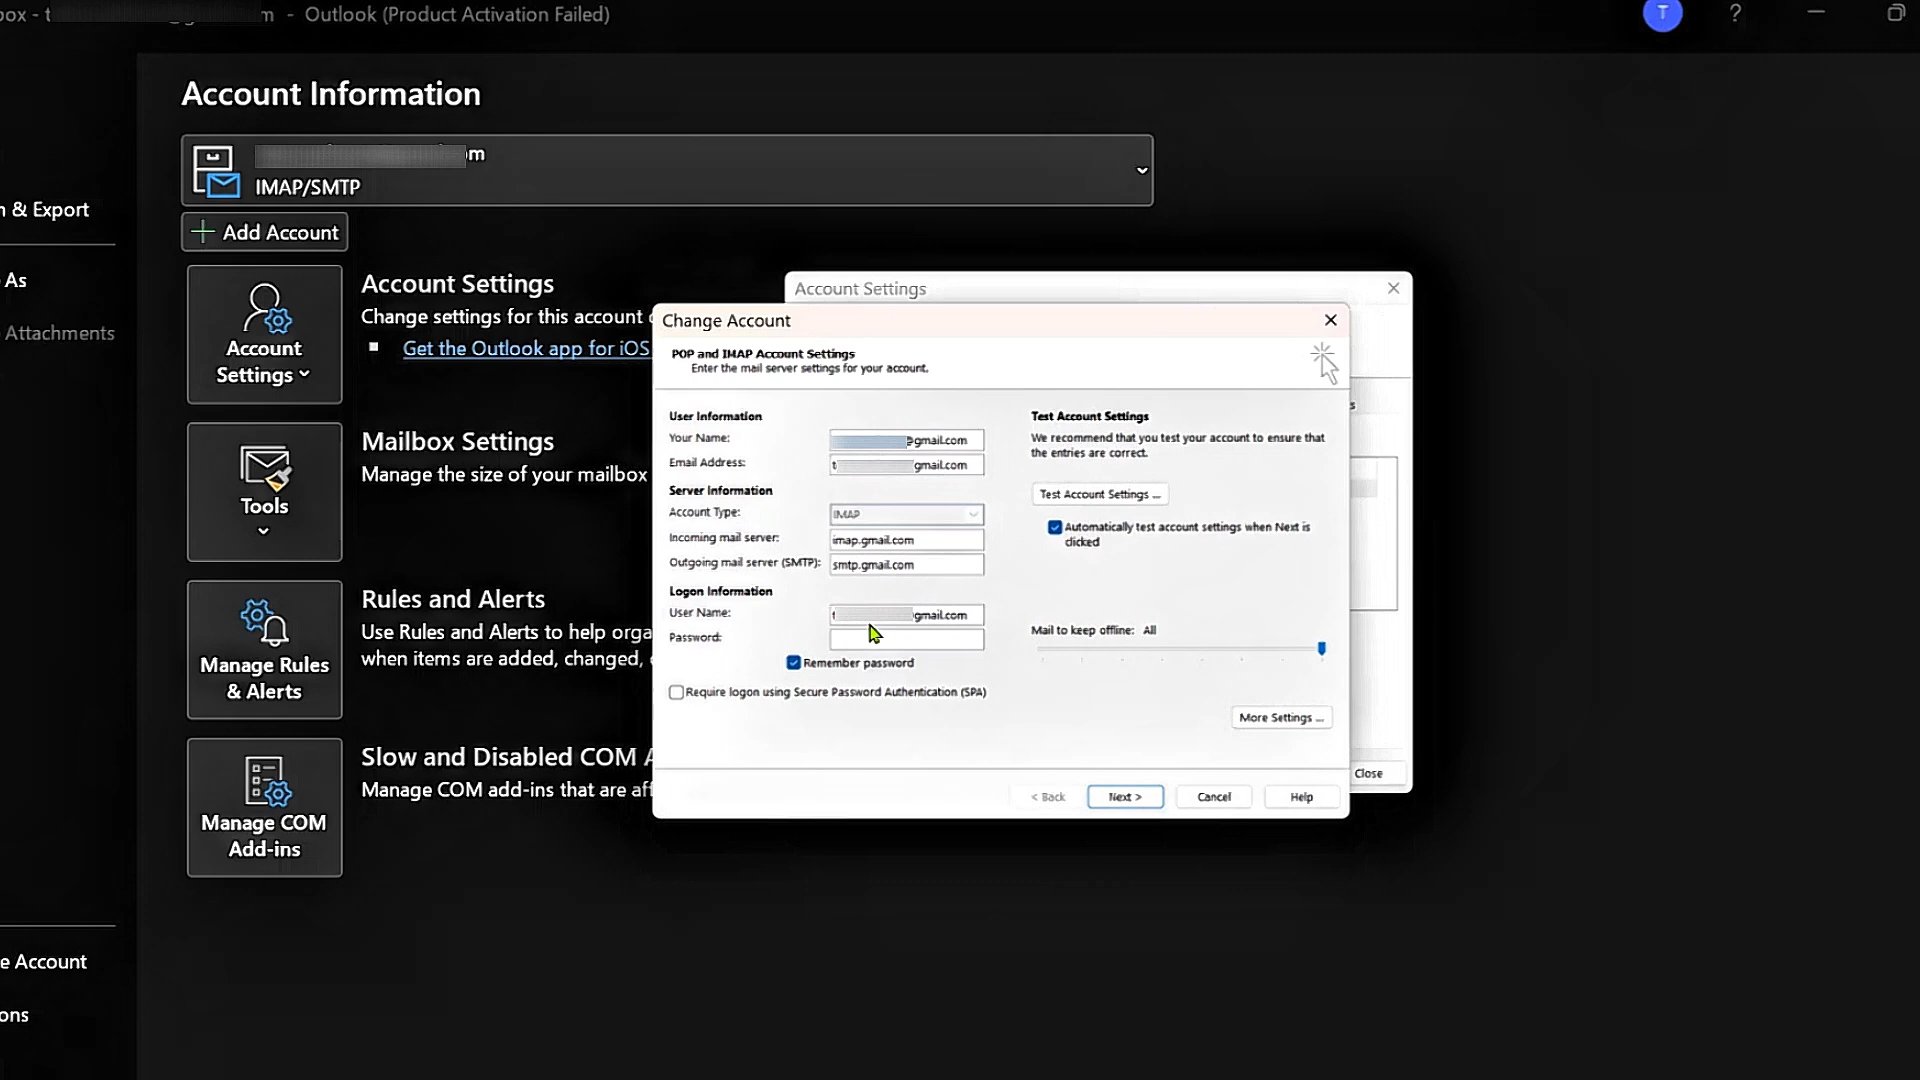 ox - t m - Outlook (Product Activation Failed)
T
?
Account Information
m
IMAP/SMTP
& Export
Add Account
As
Attachments
Account Settings
Change settings for this account
Get the Outlook app for iOS
Account
Settings
Mailbox Settings
Manage the size of your mailbox
Tools
Rules and Alerts
Use Rules and Alerts to help orga
when items are added, changed,
Manage Rules
& Alerts
Slow and Disabled COM A
Manage COM add-ins that are aff
Manage COM
Add-ins
e Account
ons
Account Settings
s
Close
Change Account
POP and IMAP Account Settings
Enter the mail server settings for your account.
User Information
Your Name: @gmail.com
Email Address: t gmail.com
Server Information
Account Type: IMAP
Incoming mail server: imap.gmail.com
Outgoing mail server (SMTP): smtp.gmail.com
Logon Information
User Name: t gmail.com
Password:
Remember password
Require logon using Secure Password Authentication (SPA)
Test Account Settings
We recommend that you test your account to ensure that
the entries are correct.
Test Account Settings ...
Automatically test account settings when Next is
clicked
Mail to keep offline: All
More Settings ...
< Back Next > Cancel Help